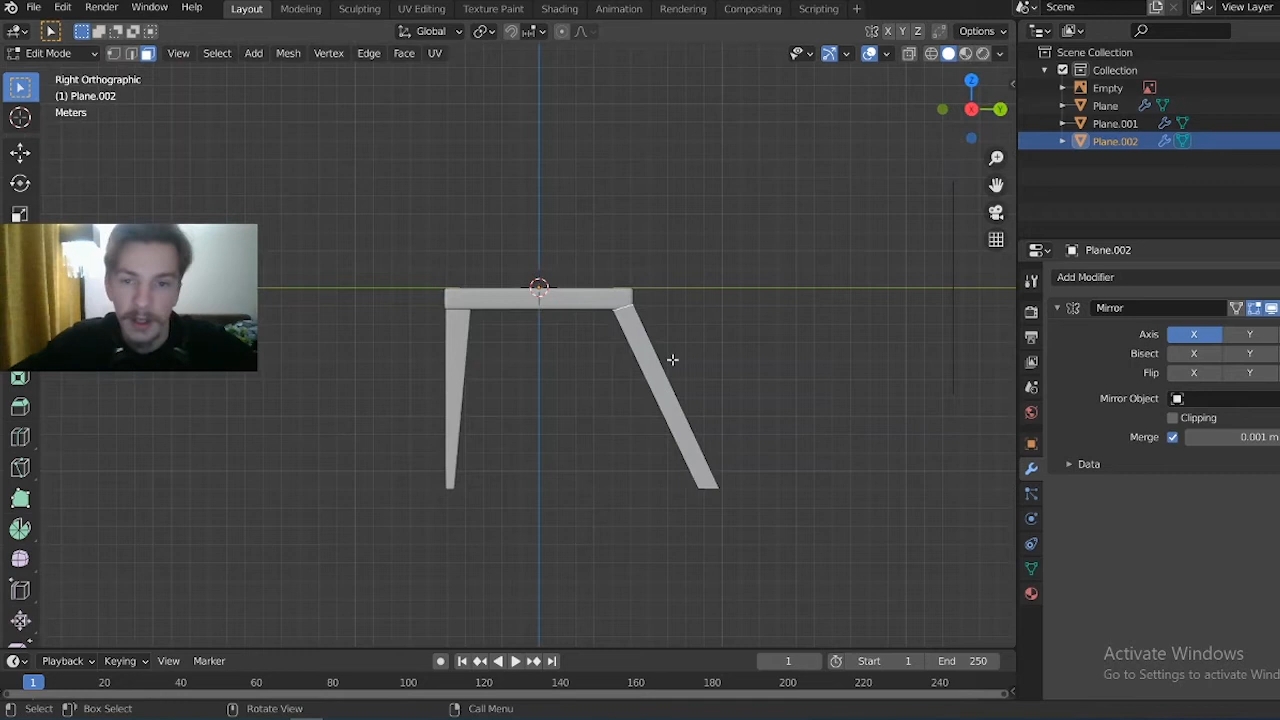 File Edit Render Window Help Layout Modeling Sculpting UV Editing Texture Paint Shading Animation Rendering Compositing Scripting + Scene View Layer
Global X Y Z Options
Edit Mode View Select Add Mesh Vertex Edge Face UV
Scene Collection
Collection
Empty
Plane
Plane.001
Plane.002
Right Orthographic
(1) Plane.002
Meters
Z
X
Y
Plane.002
Add Modifier
Mirror
Axis X Y
Bisect X Y
Flip X Y
Mirror Object
Clipping
Merge 0.001 m
Data
Activate Windows
Go to Settings to activate Wind
Playback Keying View Marker 1 Start 1 End 250
1 20 40 60 80 100 120 140 160 180 200 220 240
Select Box Select Rotate View Call Menu